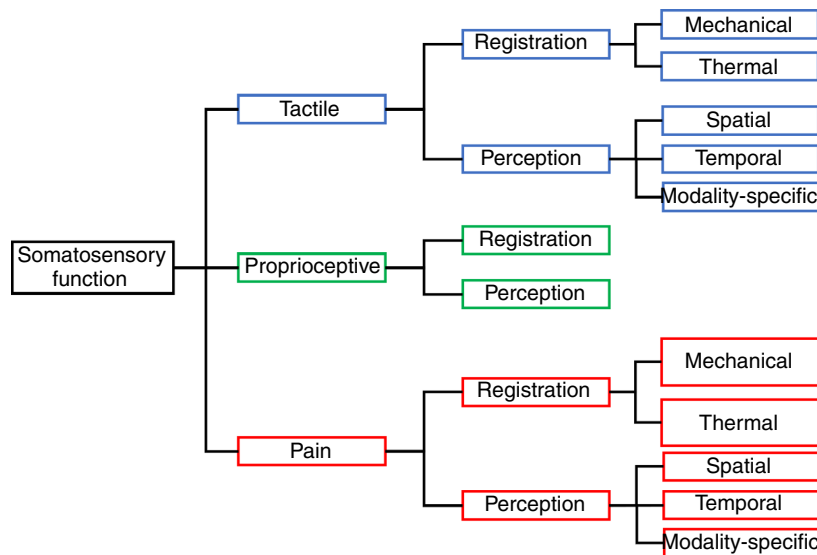 Somatosensory
function
Tactile
Registration
Mechanical
Thermal
Perception
Spatial
Temporal
Modality-specific
Proprioceptive
Registration
Perception
Pain
Registration
Mechanical
Thermal
Perception
Spatial
Temporal
Modality-specific